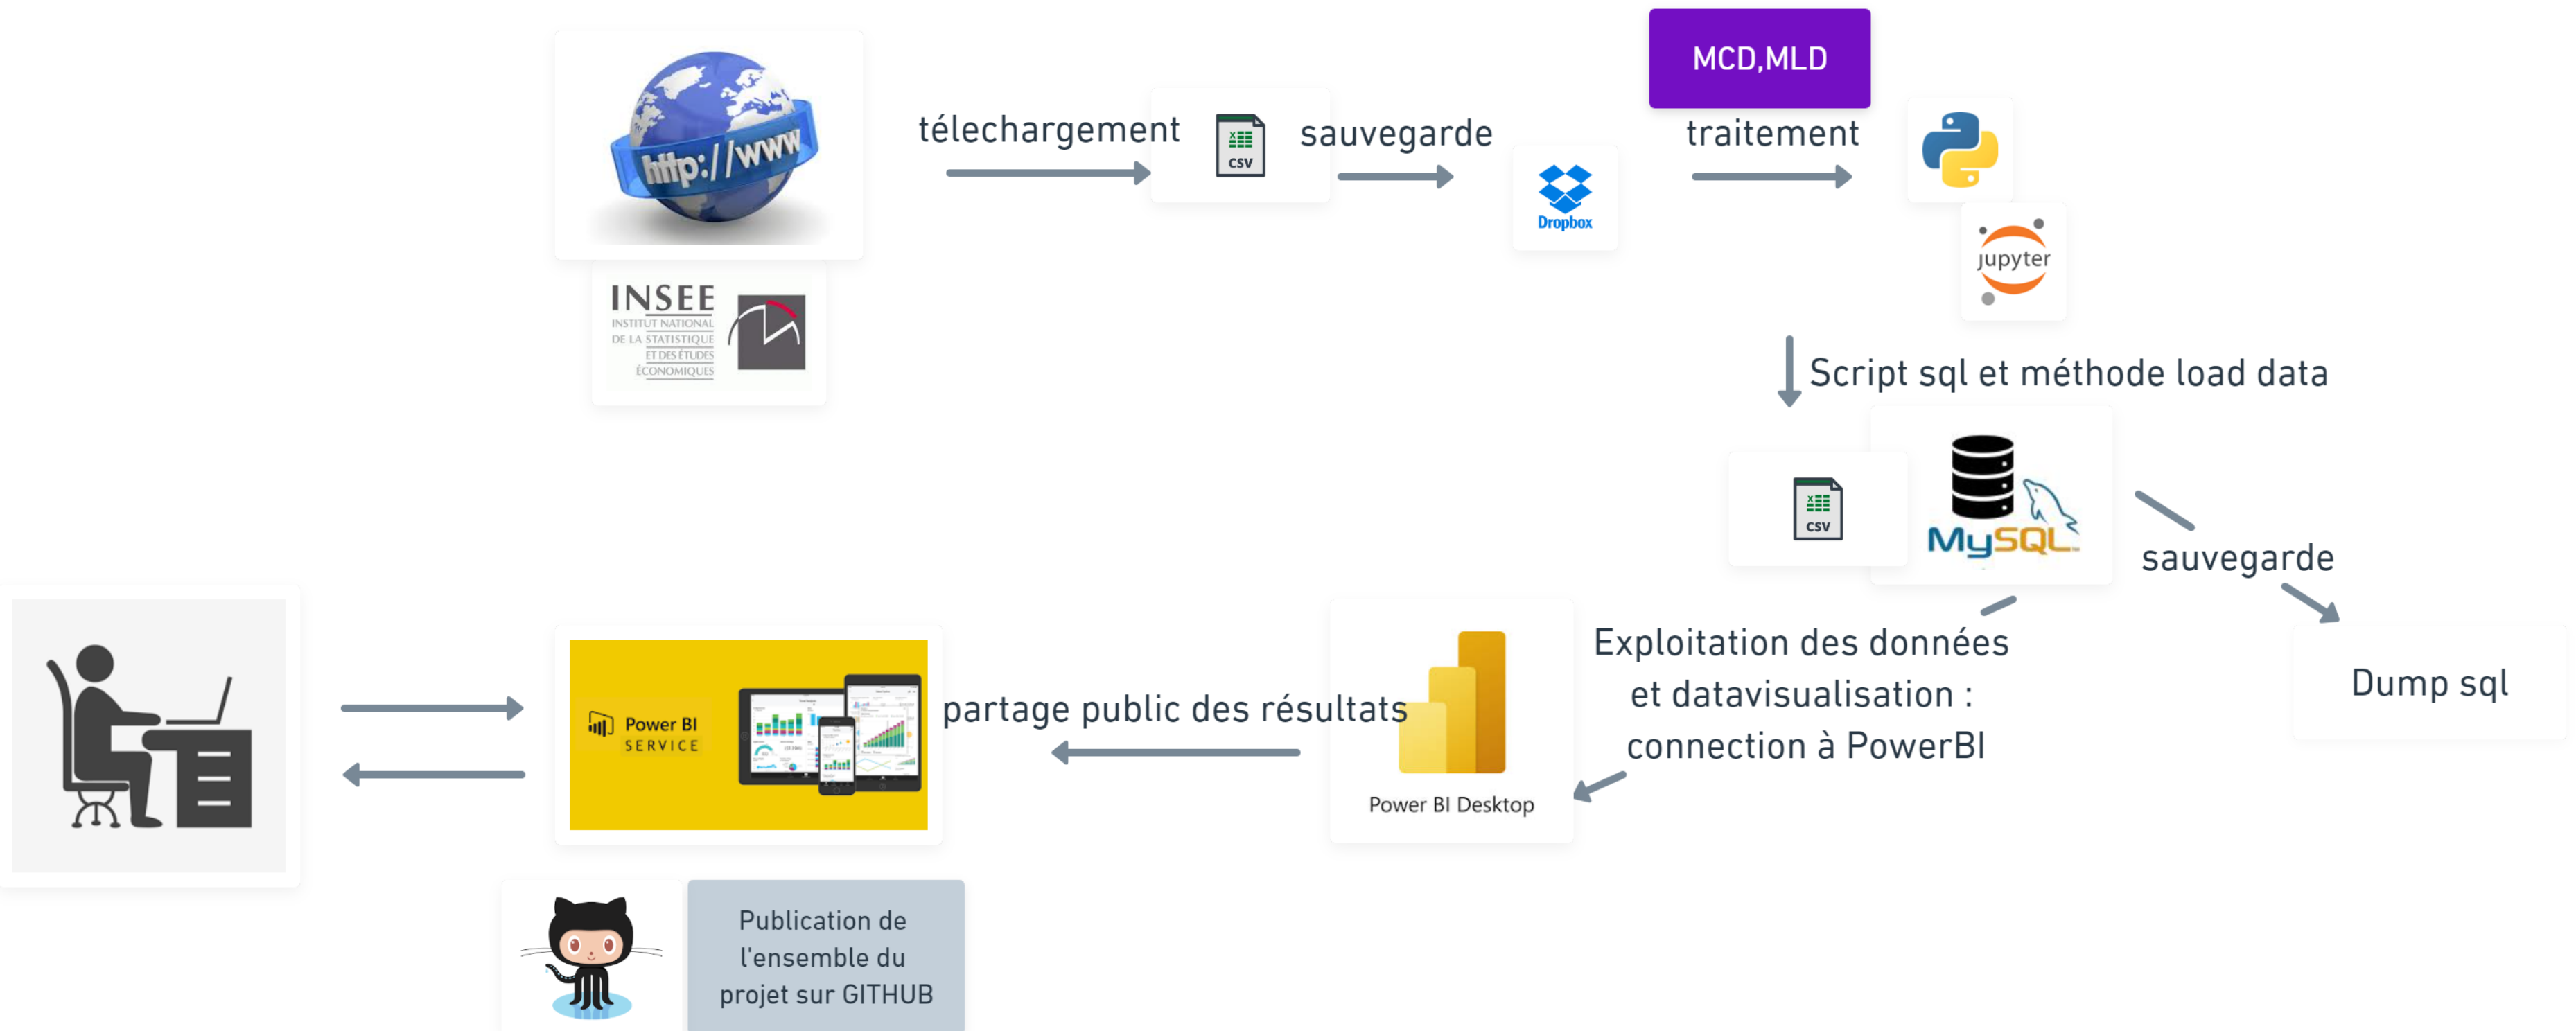 http://www
INSEE
INSTITUT NATIONAL
DE LA STATISTIQUE
ET DES ÉTUDES
ÉCONOMIQUES
télechargement
CSV
sauvegarde
Dropbox
MCD,MLD
traitement
jupyter
Script sql et méthode load data
CSV
MySQL
sauvegarde
Dump sql
Exploitation des données
et datavisualisation :
connection à PowerBI
Power BI Desktop
partage public des résultats
Power BI
SERVICE
Publication de
l'ensemble du
projet sur GITHUB